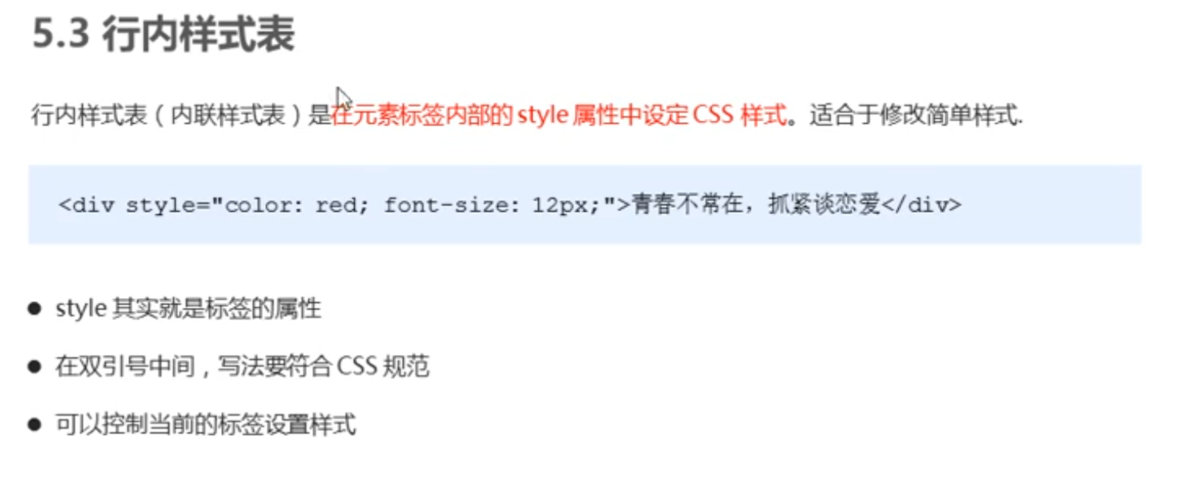 5.3 行内样式表
行内样式表（内联样式表）是在元素标签内部的 style 属性中设定 CSS 样式。适合于修改简单样式.
<div style="color: red; font-size: 12px;">青春不常在，抓紧谈恋爱</div>
● style 其实就是标签的属性
● 在双引号中间，写法要符合 CSS 规范
● 可以控制当前的标签设置样式